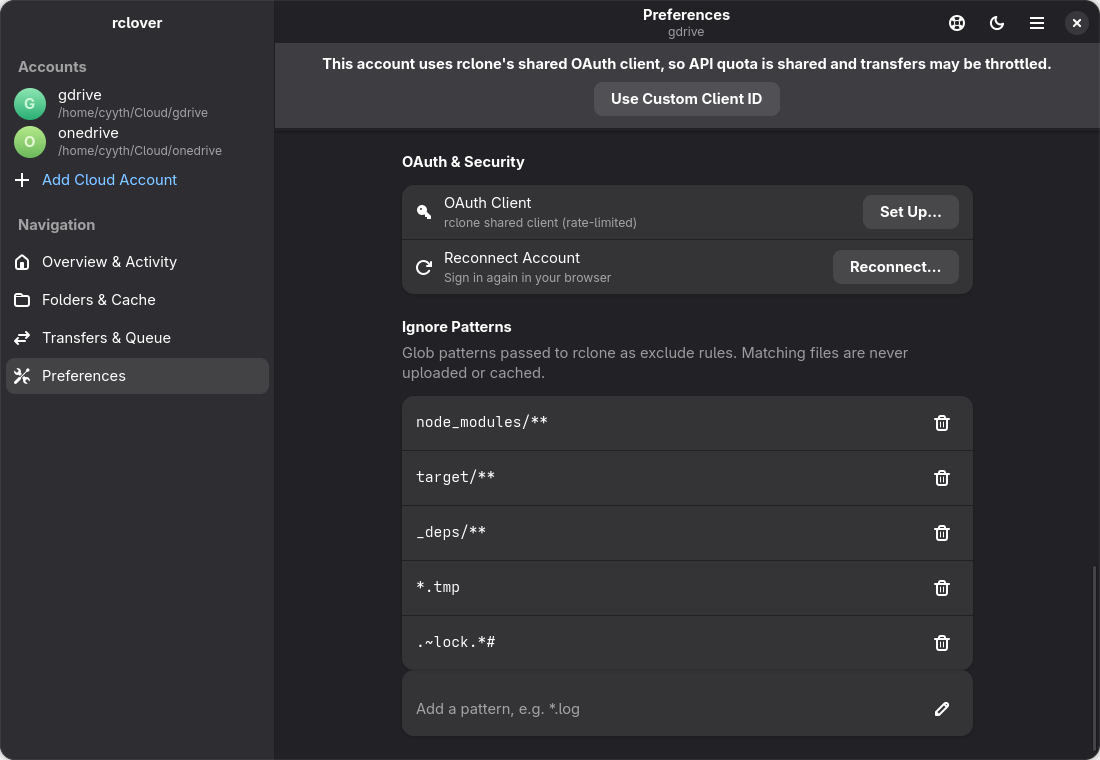 rclover
Preferences
gdrive
This account uses rclone's shared OAuth client, so API quota is shared and transfers may be throttled.
Use Custom Client ID
Accounts
G
gdrive
/home/cyyth/Cloud/gdrive
O
onedrive
/home/cyyth/Cloud/onedrive
Add Cloud Account
Navigation
Overview & Activity
Folders & Cache
Transfers & Queue
Preferences
OAuth & Security
OAuth Client
rclone shared client (rate-limited)
Set Up...
Reconnect Account
Sign in again in your browser
Reconnect...
Ignore Patterns
Glob patterns passed to rclone as exclude rules. Matching files are never
uploaded or cached.
node_modules/**
target/**
_deps/**
*.tmp
.~lock.*#
Add a pattern, e.g. *.log